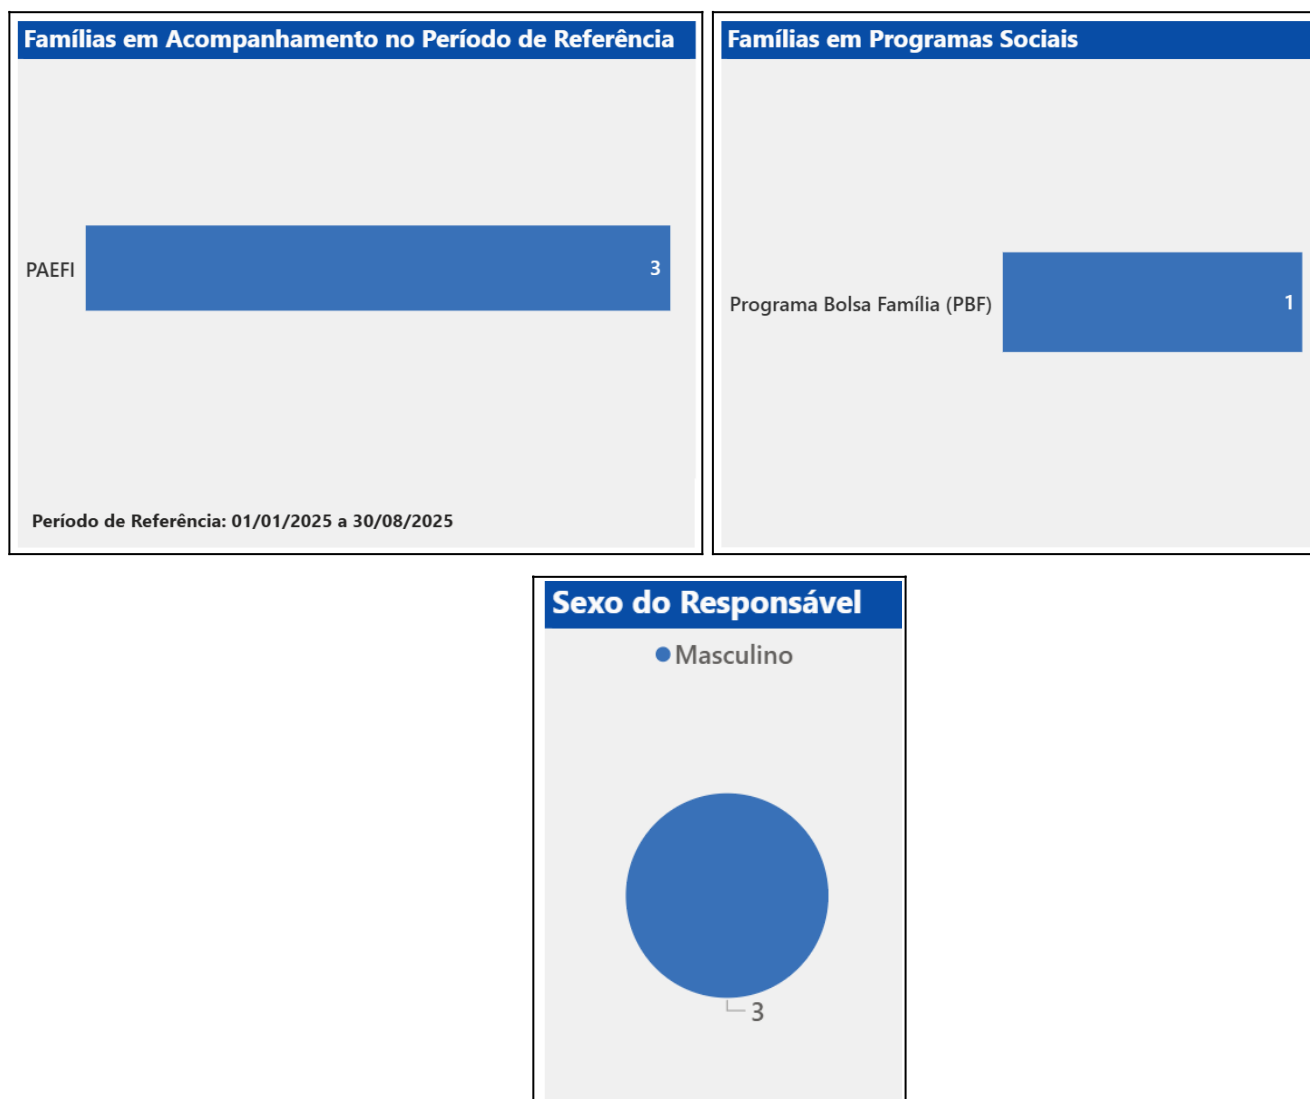 Famílias em Acompanhamento no Período de Referência
PAEFI
3
Período de Referência: 01/01/2025 a 30/08/2025
Famílias em Programas Sociais
Programa Bolsa Família (PBF)
1
Sexo do Responsável
Masculino
3